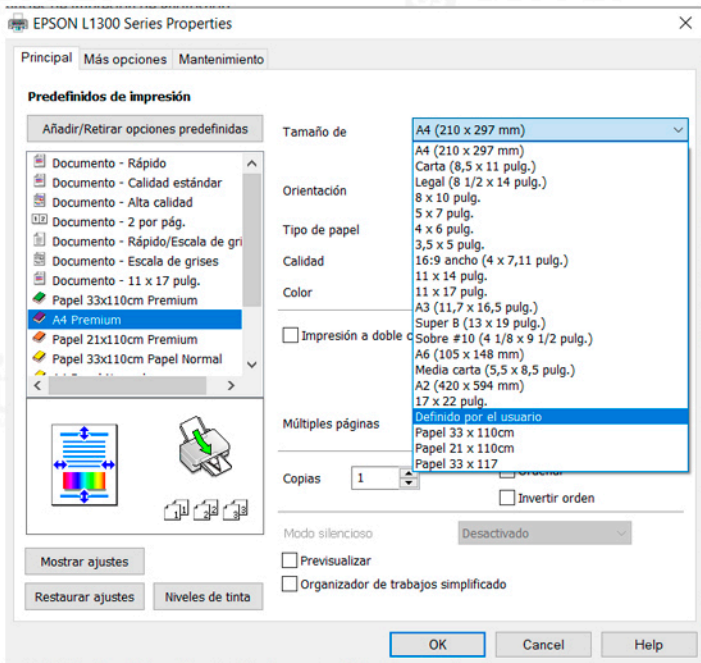 EPSON L1300 Series Properties
Principal
Más opciones
Mantenimiento
Predefinidos de impresión
Añadir/Retirar opciones predefinidas
Documento - Rápido
Documento - Calidad estándar
Documento - Alta calidad
Documento - 2 por pág.
Documento - Rápido/Escala de gri
Documento - Escala de grises
Documento - 11 x 17 pulg.
Papel 33x110cm Premium
A4 Premium
Papel 21x110cm Premium
Papel 33x110cm Papel Normal
Mostrar ajustes
Restaurar ajustes
Niveles de tinta
Tamaño de
A4 (210 x 297 mm)
A4 (210 x 297 mm)
Carta (8,5 x 11 pulg.)
Legal (8 1/2 x 14 pulg.)
8 x 10 pulg.
5 x 7 pulg.
4 x 6 pulg.
3,5 x 5 pulg.
16:9 ancho (4 x 7,11 pulg.)
11 x 14 pulg.
11 x 17 pulg.
A3 (11,7 x 16,5 pulg.)
Super B (13 x 19 pulg.)
Sobre #10 (4 1/8 x 9 1/2 pulg.)
A6 (105 x 148 mm)
Media carta (5,5 x 8,5 pulg.)
A2 (420 x 594 mm)
17 x 22 pulg.
Definido por el usuario
Papel 33 x 110cm
Papel 21 x 110cm
Papel 33 x 117
Orientación
Tipo de papel
Calidad
Color
Impresión a doble c
Múltiples páginas
Copias
1
Ordenar
Invertir orden
Modo silencioso
Desactivado
Previsualizar
Organizador de trabajos simplificado
OK
Cancel
Help